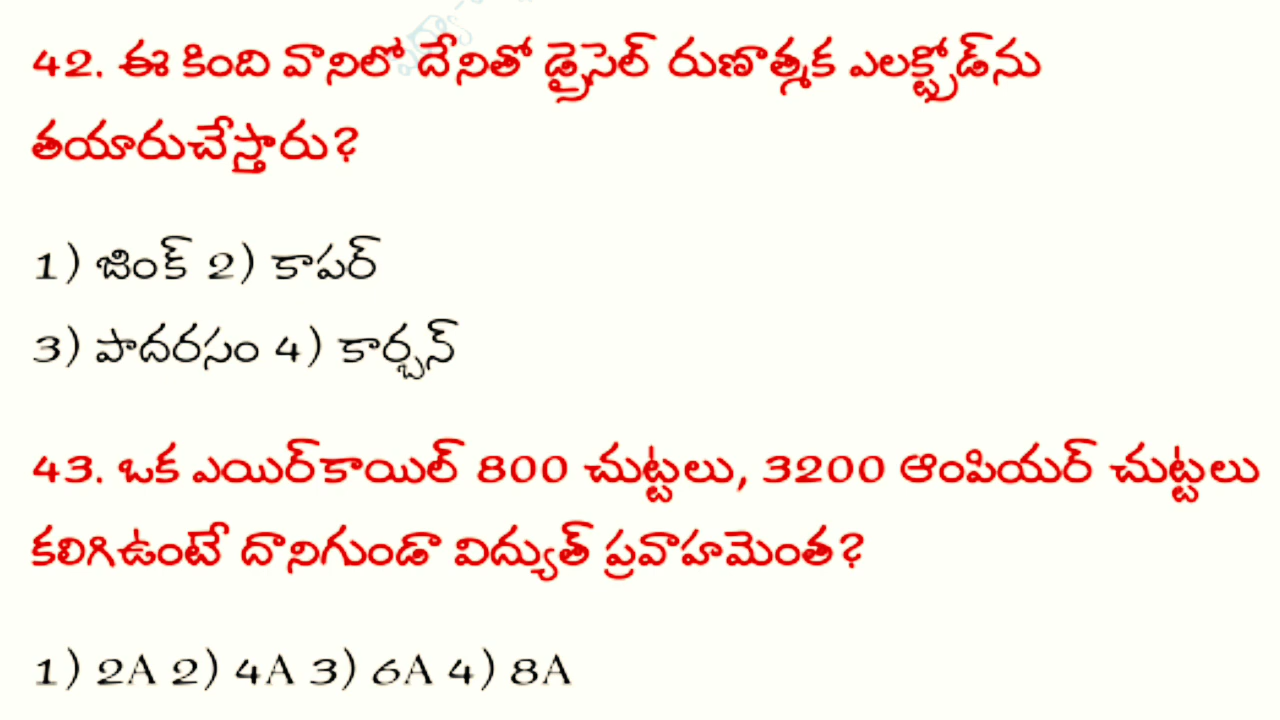 42. ఈ కింది వానిలో దేనితో డ్రైసెల్ రుణాత్మక ఎలక్ట్రోడ్‌ను
తయారుచేస్తారు?
1) జింక్ 2) కాపర్
3) పాదరసం 4) కార్బన్
43. ఒక ఎయిర్‌కాయిల్ 800 చుట్టలు, 3200 ఆంపియర్ చుట్టలు
కలిగిఉంటే దానిగుండా విద్యుత్ ప్రవాహమెంత?
1) 2A 2) 4A 3) 6A 4) 8A